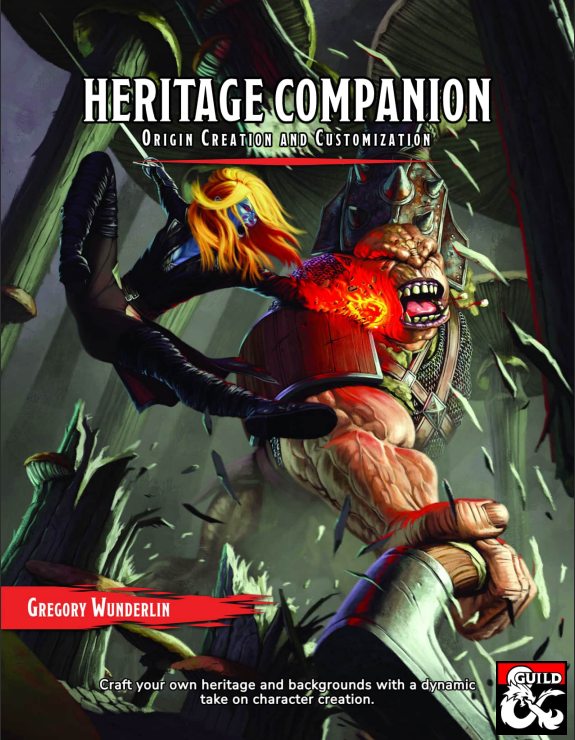 HERITAGE COMPANION
ORIGIN CREATION AND CUSTOMIZATION
GREGORY WUNDERLIN
Craft your own heritage and backgrounds with a dynamic
take on character creation.
GUILD